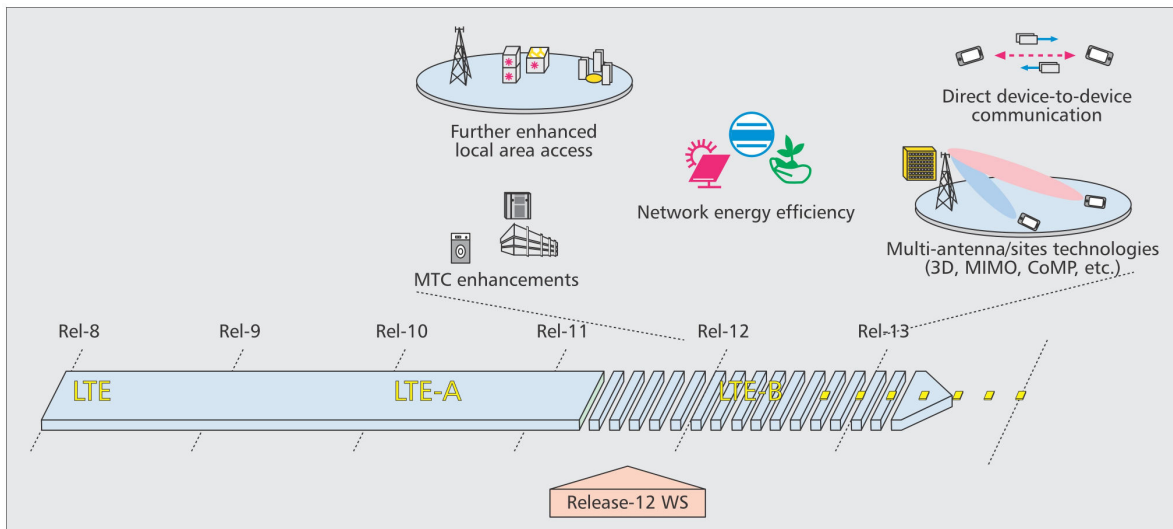 Further enhanced
local area access
Direct device-to-device
communication
Network energy efficiency
Multi-antenna/sites technologies
(3D, MIMO, CoMP, etc.)
MTC enhancements
Rel-8
Rel-9
Rel-10
Rel-11
Rel-12
Rel-13
LTE
LTE-A
LTE-B
Release-12 WS